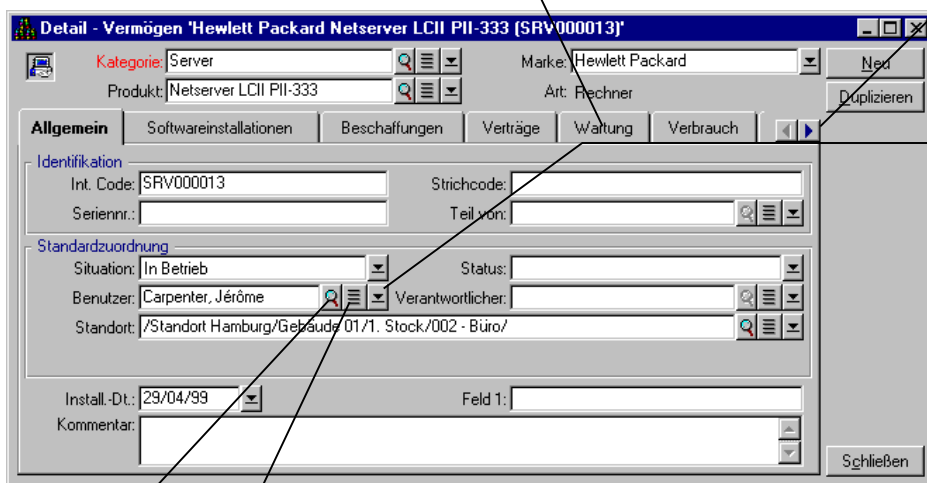 Detail - Vermögen 'Hewlett Packard Netserver LCII PII-333 (SRV000013)'
Kategorie: Server Marke: Hewlett Packard Neu
Produkt: Netserver LCII PII-333 Art: Rechner Duplizieren
Allgemein Softwareinstallationen Beschaffungen Verträge Wartung Verbrauch
Identifikation
Int. Code: SRV000013 Strichcode:
Seriennr.: Teil von:
Standardzuordnung
Situation: In Betrieb Status:
Benutzer: Carpenter, Jérôme Verantwortlicher:
Standort: /Standort Hamburg/Gebäude 01/1. Stock/002 - Büro/
Install.-Dt.: 29/04/99 Feld 1:
Kommentar:
Schließen